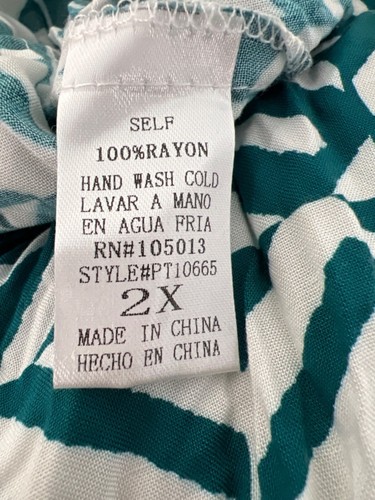 SELF
100%RAYON
HAND WASH COLD
LAVAR A MANO
EN AGUA FRIA
RN#105013
STYLE#PT10665
2X
MADE IN CHINA
HECHO EN CHINA